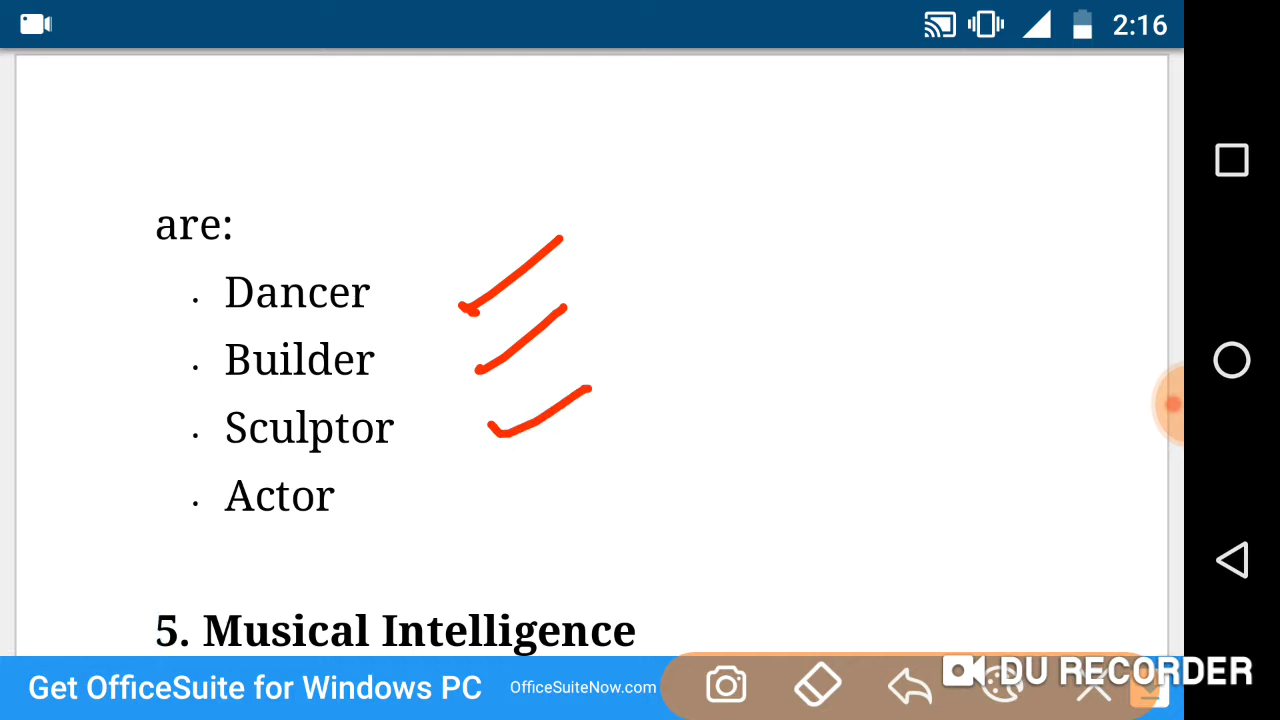 2:16
are:
· Dancer
· Builder
· Sculptor
· Actor
5. Musical Intelligence
Get OfficeSuite for Windows PC OfficeSuiteNow.com
DU RECORDER